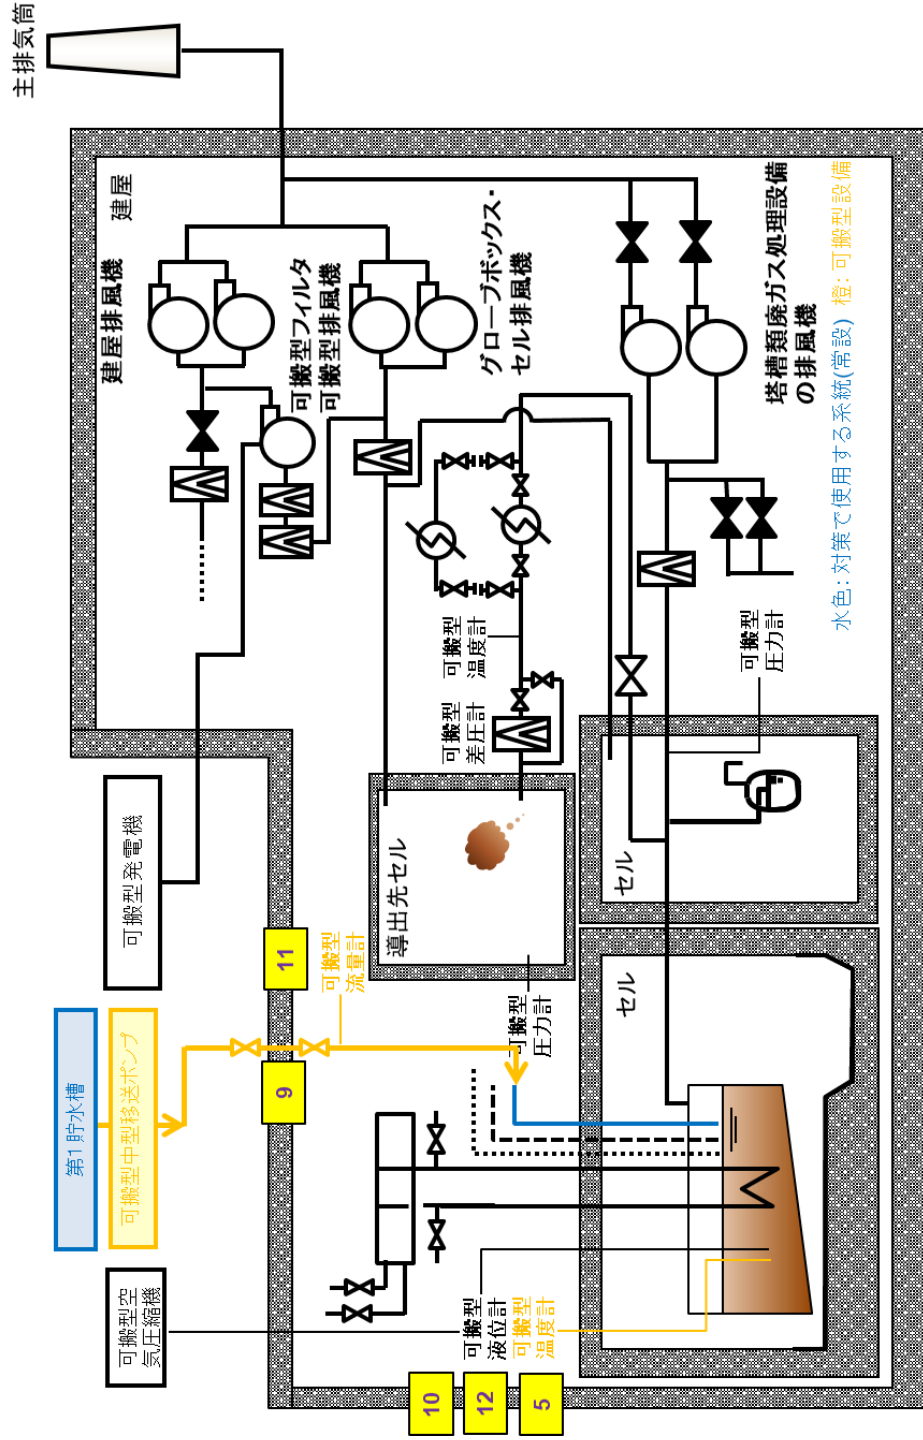 第1貯水槽
可搬型中型移送ポンプ
可搬型空
気圧縮機
可搬型発電機
主排気筒
建屋
建屋排風機
可搬型フィルタ
可搬型排風機
グローブボックス・
セル排風機
塔槽類廃ガス処理設備
の排風機
水色：対策で使用する系統(常設) 橙：可搬型設備
9
11
可搬型
流量計
導出先セル
可搬型
差圧計
可搬型
温度計
可搬型
圧力計
可搬型
圧力計
セル
セル
可搬型
液位計
可搬型
温度計
10
12
5